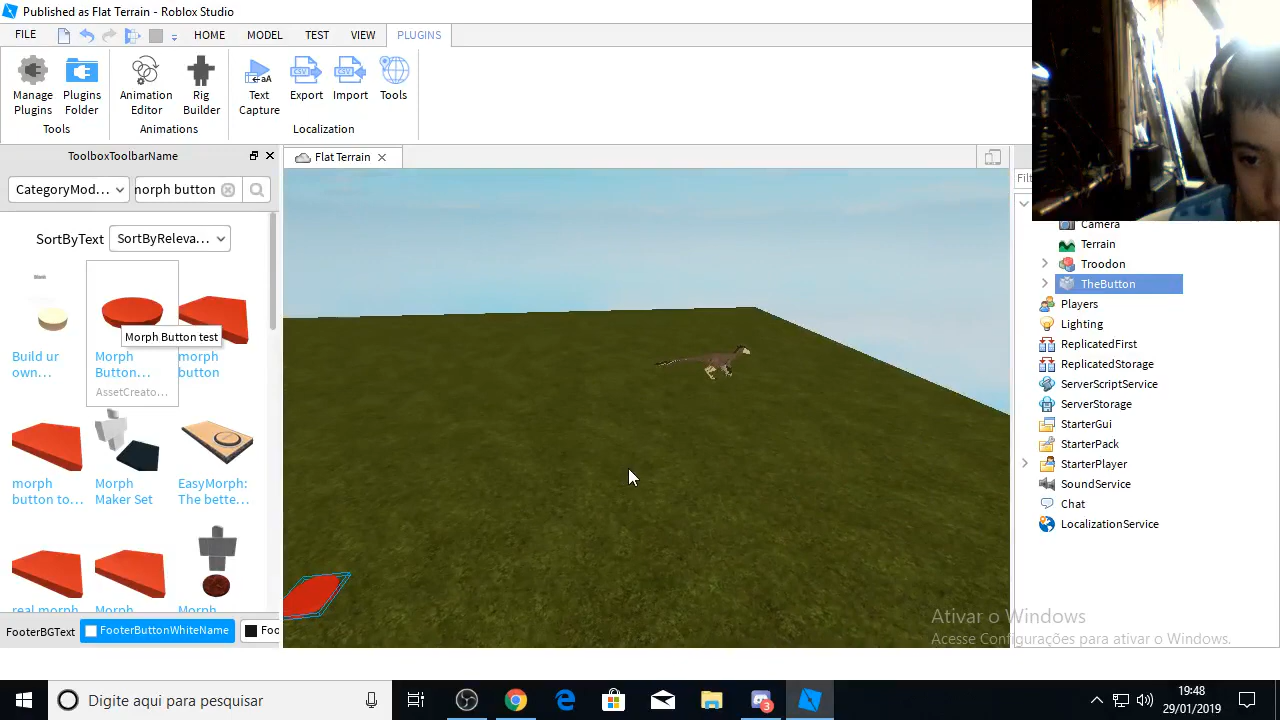 Published as Flat Terrain - Roblox Studio
FILE HOME MODEL TEST VIEW PLUGINS
Manage Plugins
Plugins Folder
Animation Editor
Rig Builder
Text Capture
Export
Import
Tools
Tools Animations Localization
ToolboxToolbarName
Flat Terrain
CategoryMod... morph button
SortByText SortByReleva...
Build ur own...
Morph Button...
AssetCreato...
morph button
Morph Button test
morph button to...
Morph Maker Set
EasyMorph: The bette...
real morph
Morph
Morph
FooterBGText FooterButtonWhiteName Foo
Filt
Camera
Terrain
Troodon
TheButton
Players
Lighting
ReplicatedFirst
ReplicatedStorage
ServerScriptService
ServerStorage
StarterGui
StarterPack
StarterPlayer
SoundService
Chat
LocalizationService
Ativar o Windows
Acesse Configurações para ativar o Windows.
Digite aqui para pesquisar
3
19:48
29/01/2019